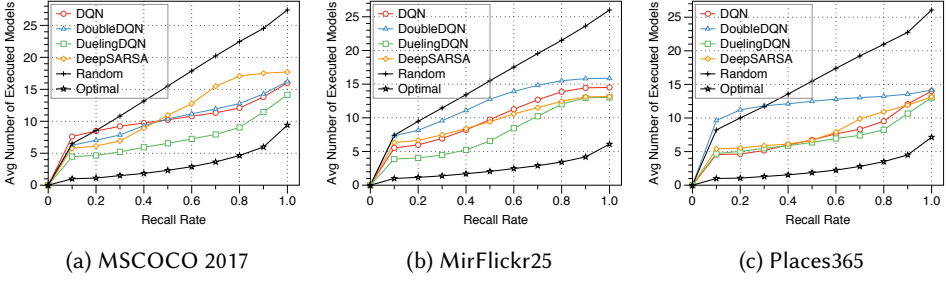 DQN
DoubleDQN
DuelingDQN
DeepSARSA
Random
Optimal
Avg Number of Executed Models
25
20
15
10
5
0
0 0.2 0.4 0.6 0.8 1.0
Recall Rate
(a) MSCOCO 2017
DQN
DoubleDQN
DuelingDQN
DeepSARSA
Random
Optimal
Avg Number of Executed Models
25
20
15
10
5
0
0 0.2 0.4 0.6 0.8 1.0
Recall Rate
(b) MirFlickr25
DQN
DoubleDQN
DuelingDQN
DeepSARSA
Random
Optimal
Avg Number of Executed Models
25
20
15
10
5
0
0 0.2 0.4 0.6 0.8 1.0
Recall Rate
(c) Places365